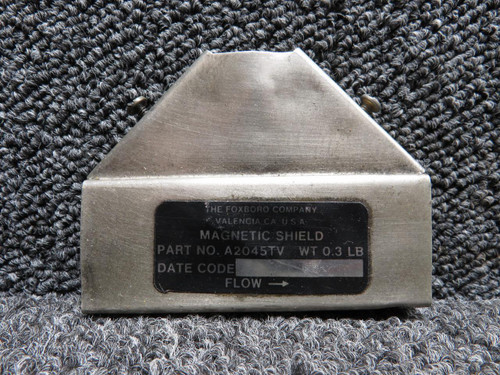 THE FOXBORO COMPANY
VALENCIA, CA. U.S.A.
MAGNETIC SHIELD
PART NO. A2045TV WT 0.3 LB
DATE CODE
FLOW →